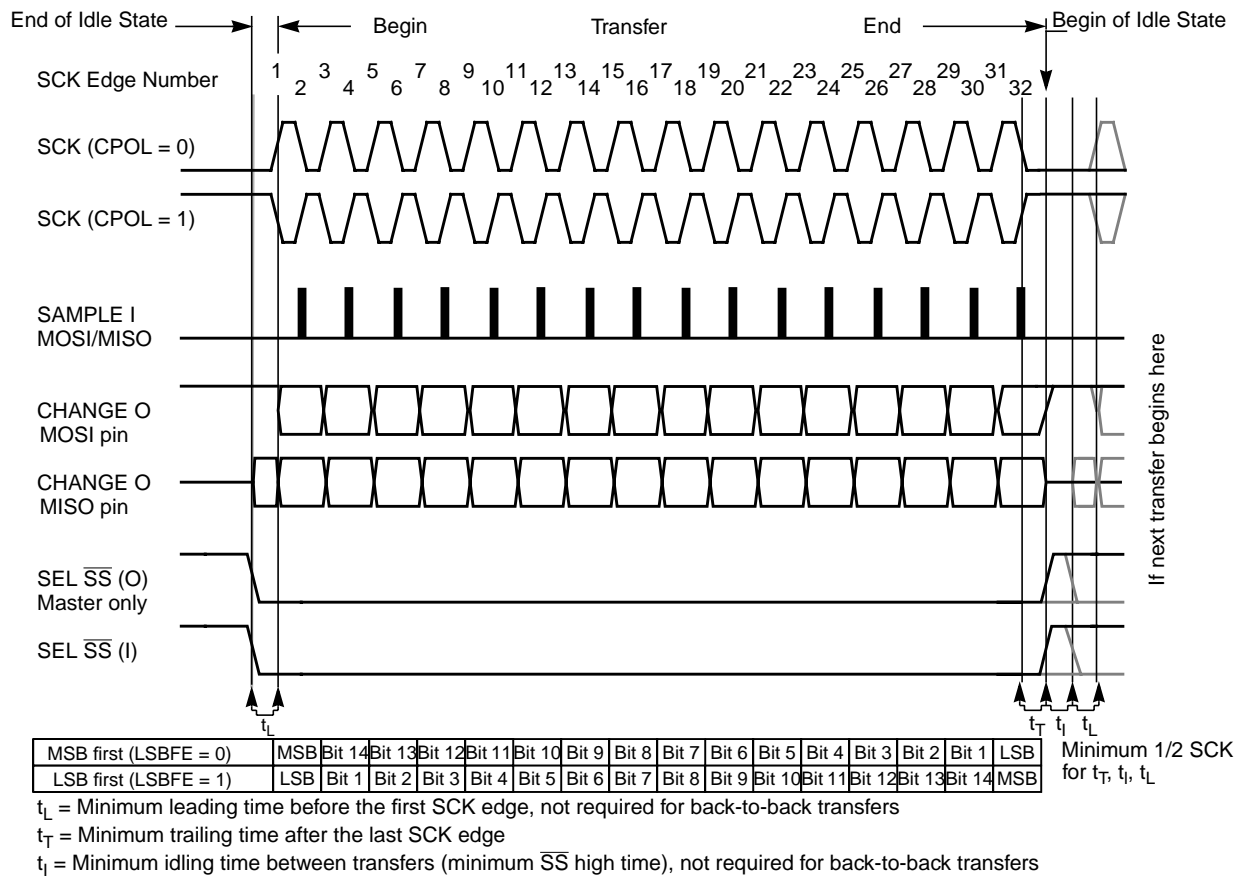 End of Idle State
Begin
Transfer
End
Begin of Idle State
SCK Edge Number
1 3 5 7 9 11 13 15 17 19 21 23 25 27 29 31
2 4 6 8 10 12 14 16 18 20 22 24 26 28 30 32
SCK (CPOL = 0)
SCK (CPOL = 1)
SAMPLE I
MOSI/MISO
CHANGE O
MOSI pin
CHANGE O
MISO pin
SEL SS (O)
Master only
SEL SS (I)
If next transfer begins here
tL
tT tI tL
MSB first (LSBFE = 0) MSB Bit 14 Bit 13 Bit 12 Bit 11 Bit 10 Bit 9 Bit 8 Bit 7 Bit 6 Bit 5 Bit 4 Bit 3 Bit 2 Bit 1 LSB
LSB first (LSBFE = 1) LSB Bit 1 Bit 2 Bit 3 Bit 4 Bit 5 Bit 6 Bit 7 Bit 8 Bit 9 Bit 10 Bit 11 Bit 12 Bit 13 Bit 14 MSB
Minimum 1/2 SCK
for tT, tI, tL
tL = Minimum leading time before the first SCK edge, not required for back-to-back transfers
tT = Minimum trailing time after the last SCK edge
tI = Minimum idling time between transfers (minimum SS high time), not required for back-to-back transfers